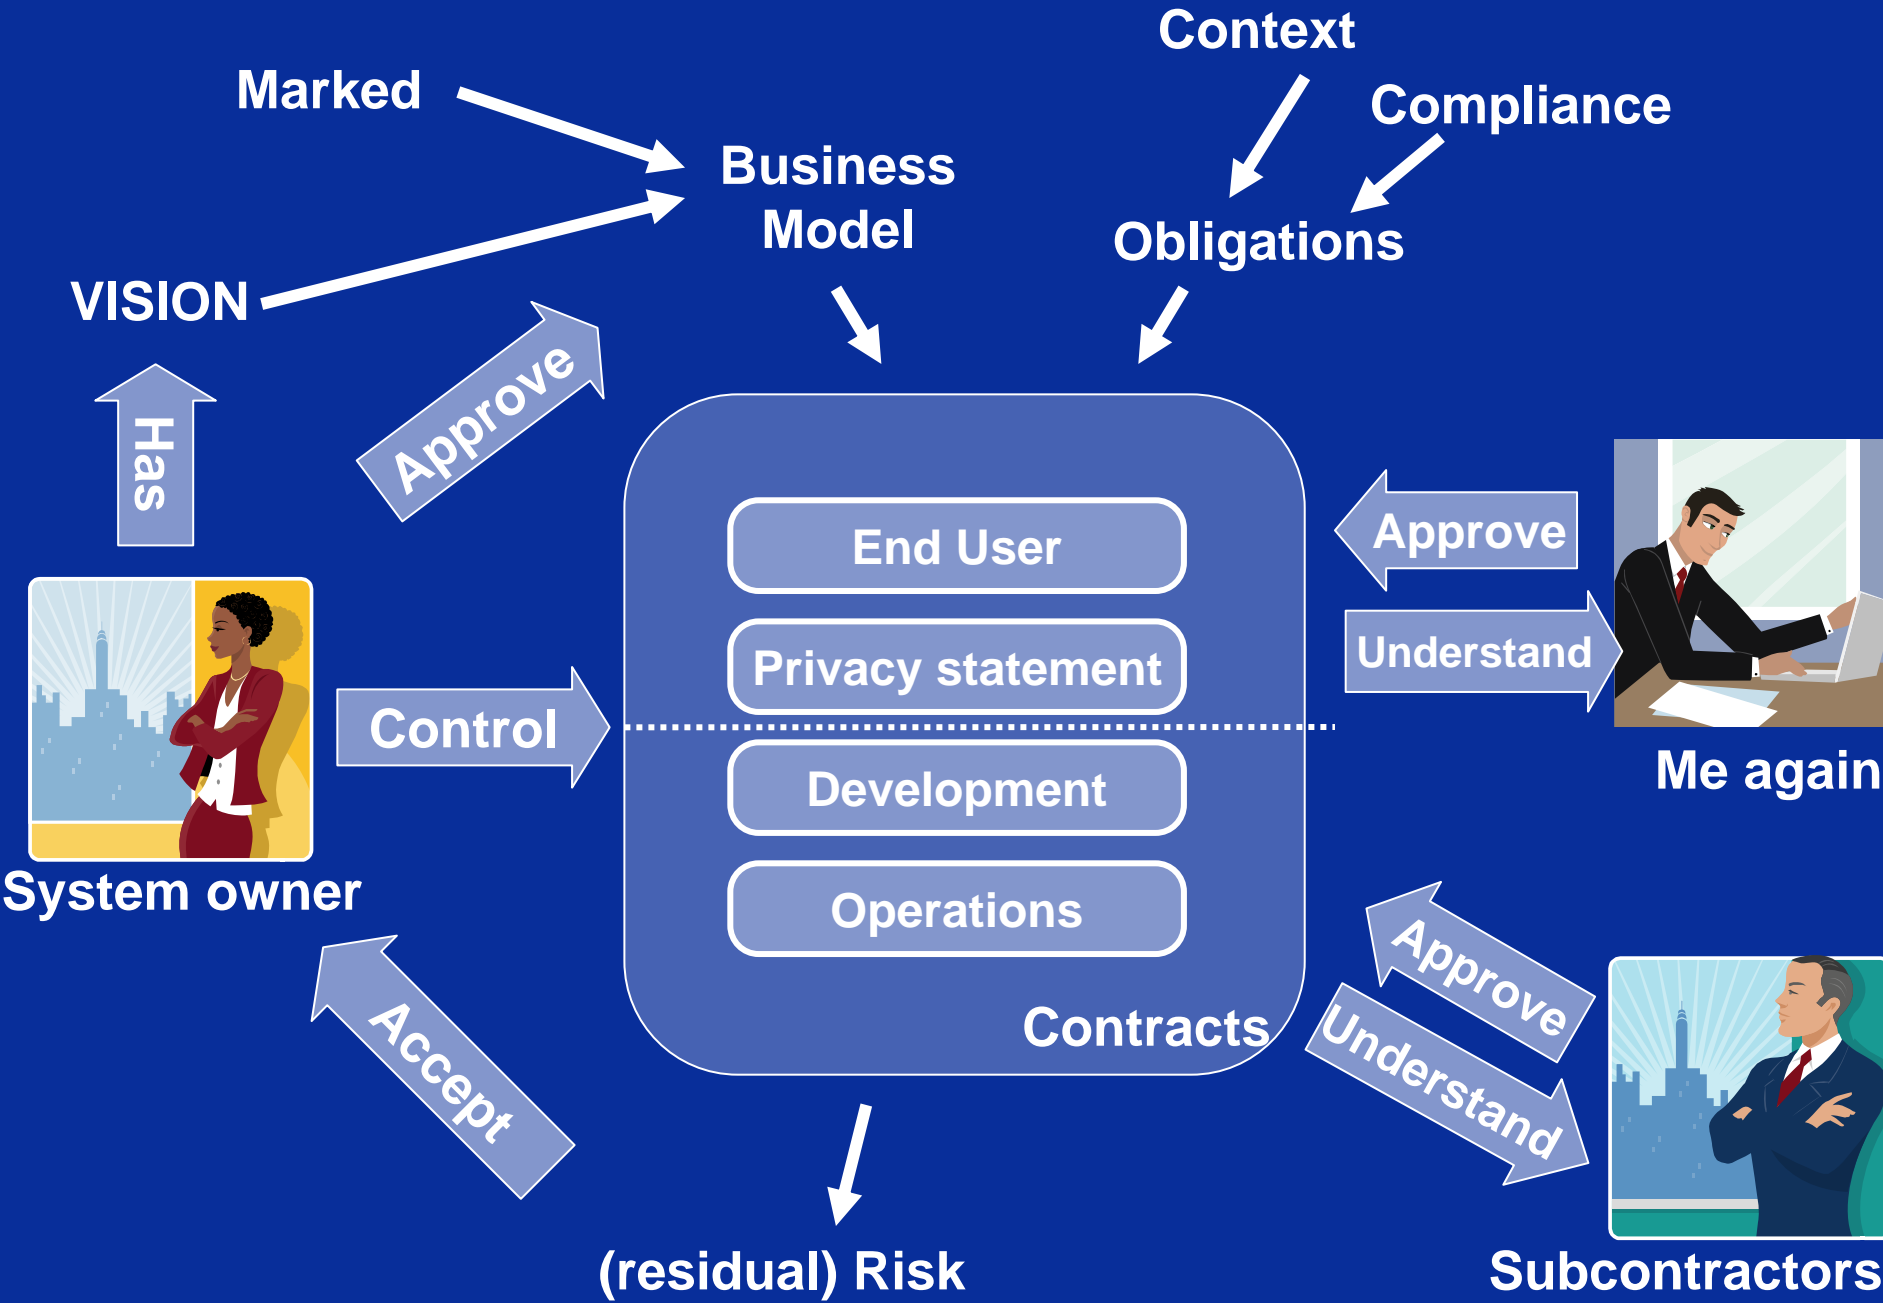 Context
Marked
Compliance
Business
Model
Obligations
VISION
Approve
Has
End User
Approve
Privacy statement
Understand
Control
Me again
Development
System owner
Operations
Approve
Contracts
Understand
Accept
(residual) Risk
Subcontractors